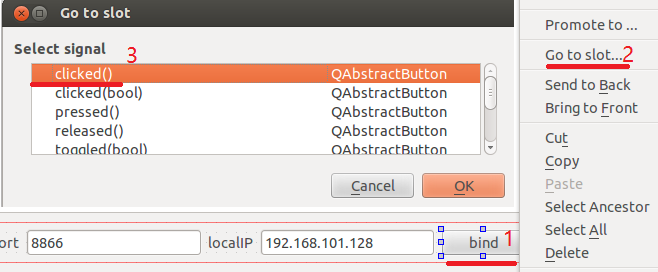 Go to slot
Select signal
3
clicked() QAbstractButton
clicked(bool) QAbstractButton
pressed() QAbstractButton
released() QAbstractButton
toggled(bool) QAbstractButton
Cancel OK
ort 8866 localIP 192.168.101.128 bind 1
Promote to ...
Go to slot... 2
Send to Back
Bring to Front
Cut
Copy
Paste
Select Ancestor
Select All
Delete